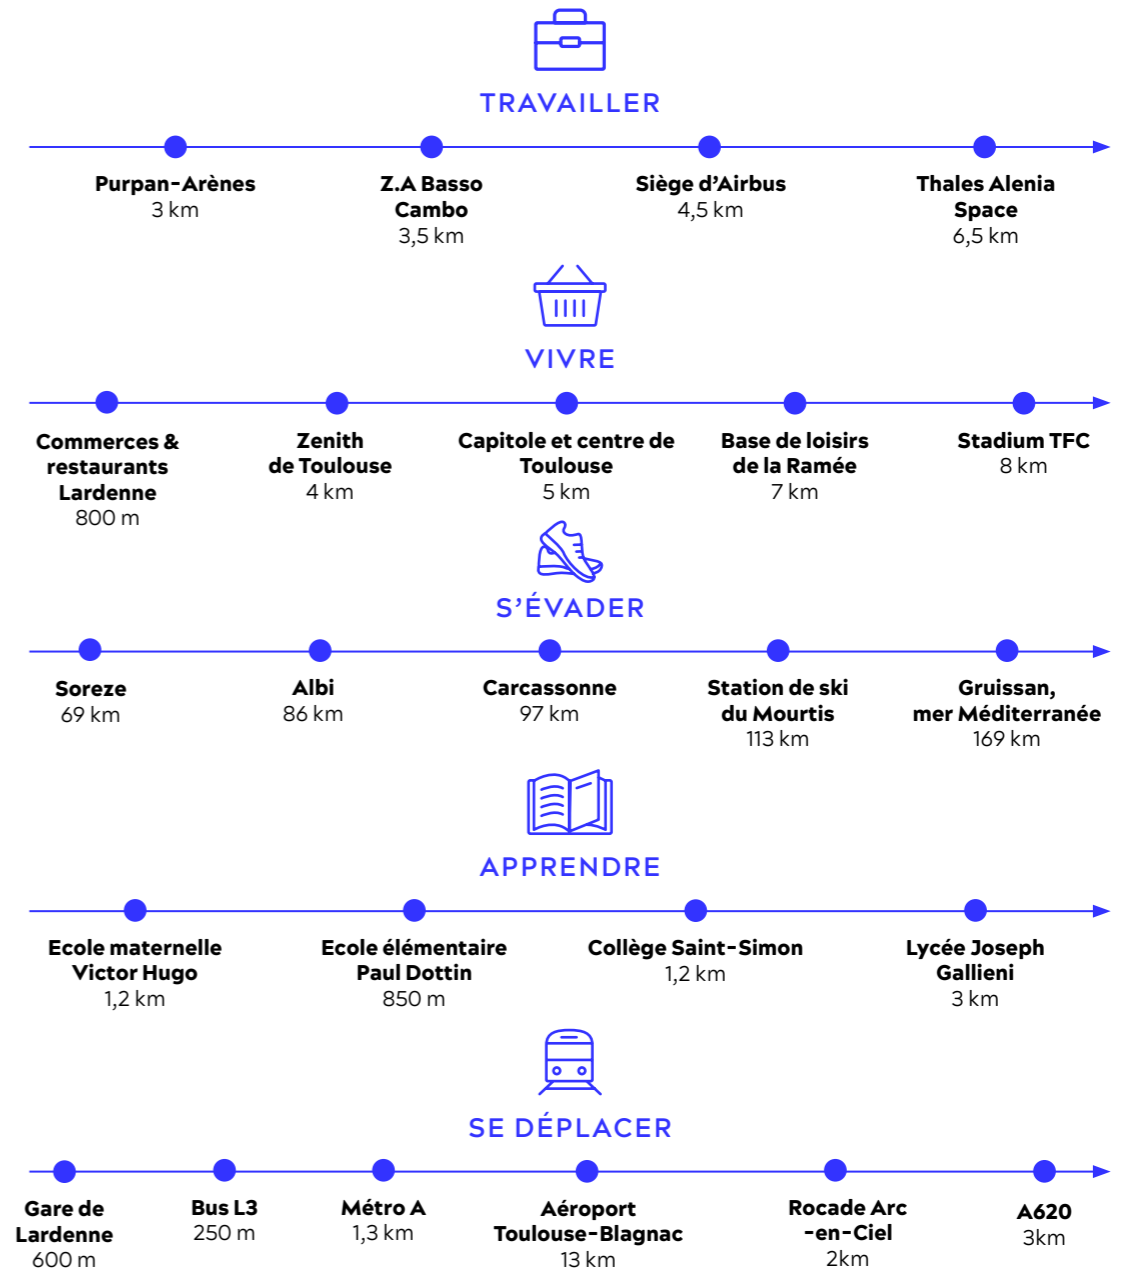 TRAVAILLER
Purpan-Arènes
3 km
Z.A Basso
Cambo
3,5 km
Siège d'Airbus
4,5 km
Thales Alenia
Space
6,5 km
VIVRE
Commerces &
restaurants
Lardenne
800 m
Zenith
de Toulouse
4 km
Capitole et centre de
Toulouse
5 km
Base de loisirs
de la Ramée
7 km
Stadium TFC
8 km
S'ÉVADER
Soreze
69 km
Albi
86 km
Carcassonne
97 km
Station de ski
du Mourtis
113 km
Gruissan,
mer Méditerranée
169 km
APPRENDRE
Ecole maternelle
Victor Hugo
1,2 km
Ecole élémentaire
Paul Dottin
850 m
Collège Saint-Simon
1,2 km
Lycée Joseph
Gallieni
3 km
SE DÉPLACER
Gare de
Lardenne
600 m
Bus L3
250 m
Métro A
1,3 km
Aéroport
Toulouse-Blagnac
13 km
Rocade Arc
-en-Ciel
2km
A620
3km